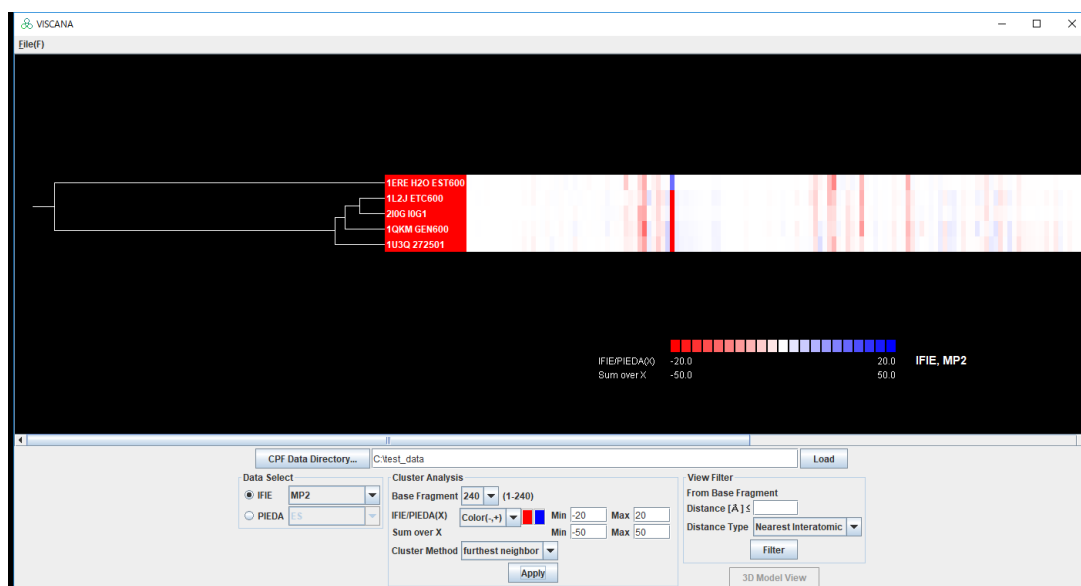 VISCANA
File(F)
1ERE H2O EST600
1L2J ETC600
2I0G I0G1
1QKM GEN600
1U3Q 272501
IFIE/PIEDA(X) -20.0 20.0 IFIE, MP2
Sum over X -50.0 50.0
CPF Data Directory... C:\test_data Load
Data Select
IFIE MP2
PIEDA ES
Cluster Analysis
Base Fragment 240 (1-240)
IFIE/PIEDA(X) Color(-,+) Min -20 Max 20
Sum over X Min -50 Max 50
Cluster Method furthest neighbor
Apply
View Filter
From Base Fragment
Distance [Å] ≤
Distance Type Nearest Interatomic
Filter
3D Model View